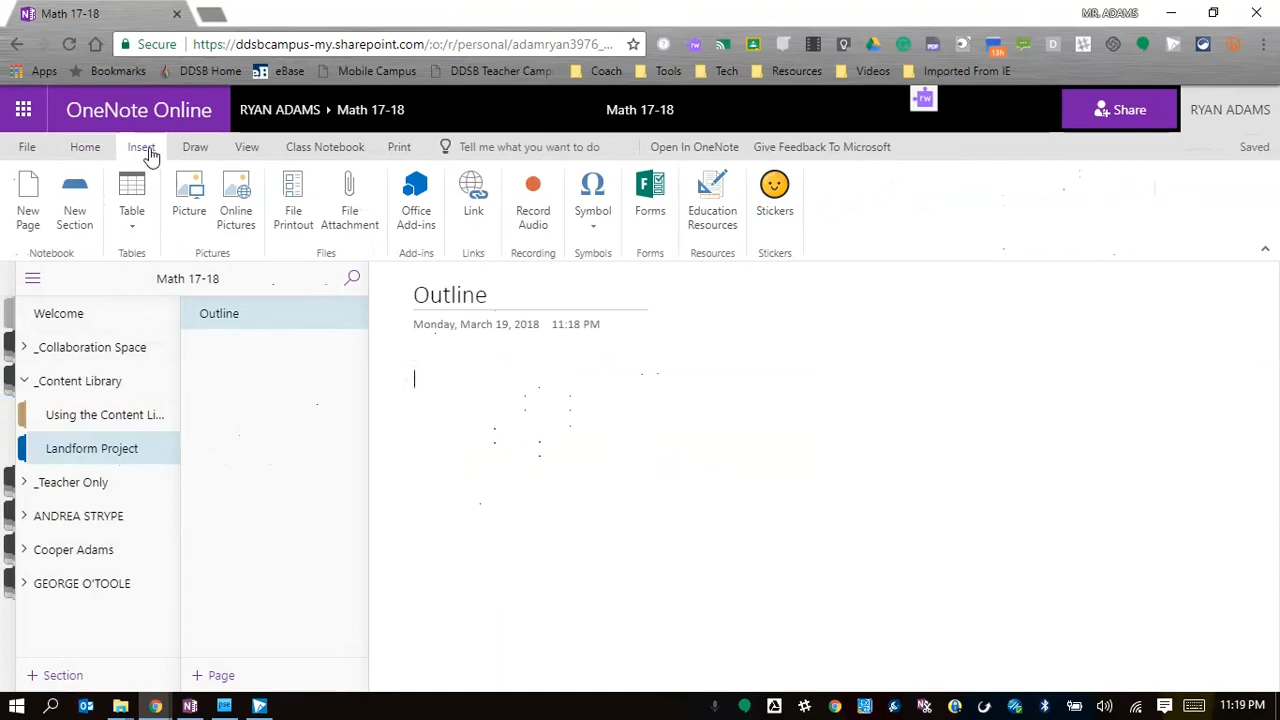 Math 17-18
MR. ADAMS
Secure https://ddsbcampus-my.sharepoint.com/:o:/r/personal/adamryan3976_...
13h
Apps Bookmarks DDSB Home eBase Mobile Campus DDSB Teacher Camp Coach Tools Tech Resources Videos Imported From IE
OneNote Online RYAN ADAMS Math 17-18 Math 17-18 rw Share RYAN ADAMS
File Home Insert Draw View Class Notebook Print Tell me what you want to do Open In OneNote Give Feedback To Microsoft Saved
New Page New Section Table Picture Online Pictures File Printout File Attachment Office Add-ins Link Record Audio Symbol Forms Education Resources Stickers
Notebook Tables Pictures Files Add-ins Links Recording Symbols Forms Resources Stickers
Math 17-18
Outline
Welcome
Outline
Monday, March 19, 2018 11:18 PM
_Collaboration Space
_Content Library
Using the Content Li...
Landform Project
_Teacher Only
ANDREA STRYPE
Cooper Adams
GEORGE O'TOOLE
+ Section
+ Page
11:19 PM